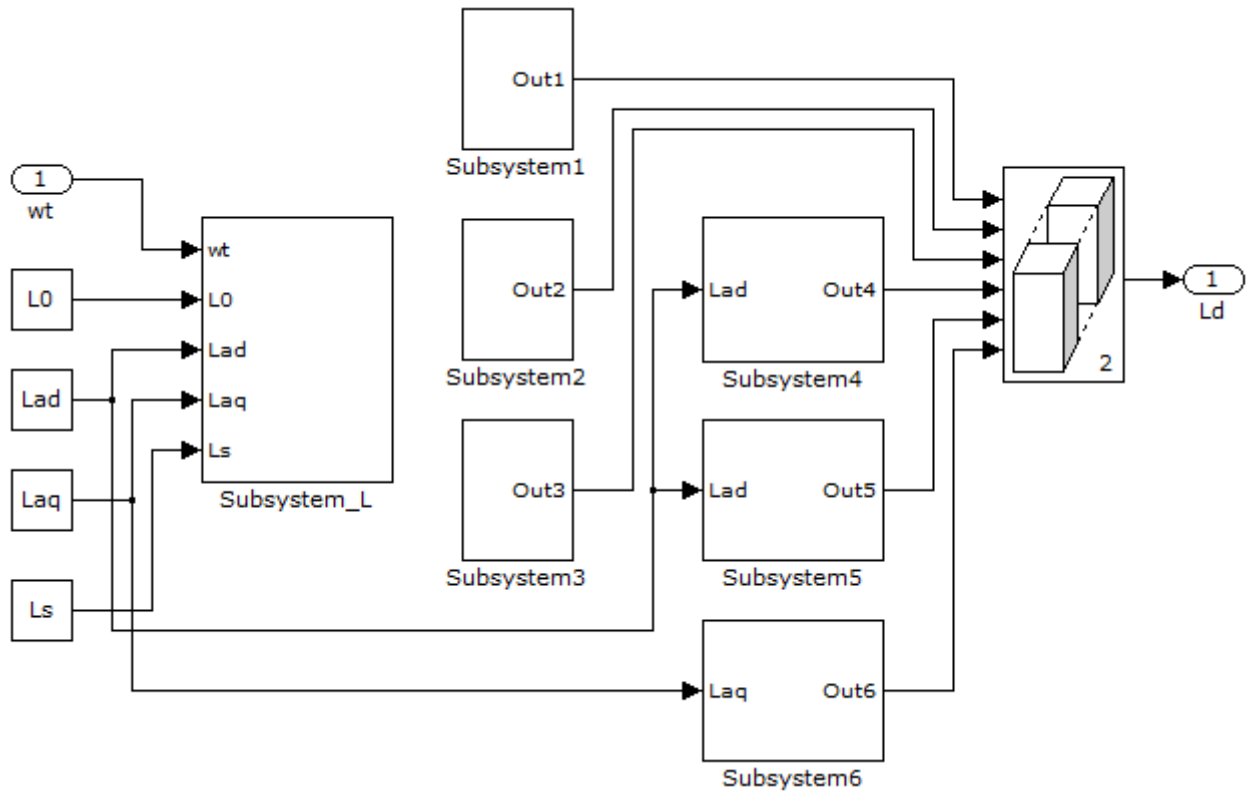 Out1
Subsystem1
1
wt
wt
L0
L0
Lad
Lad
Laq
Laq
Ls
Ls
Subsystem_L
Out2
Subsystem2
Out3
Subsystem3
Lad Out4
Subsystem4
Lad Out5
Subsystem5
Laq Out6
Subsystem6
2
1
Ld